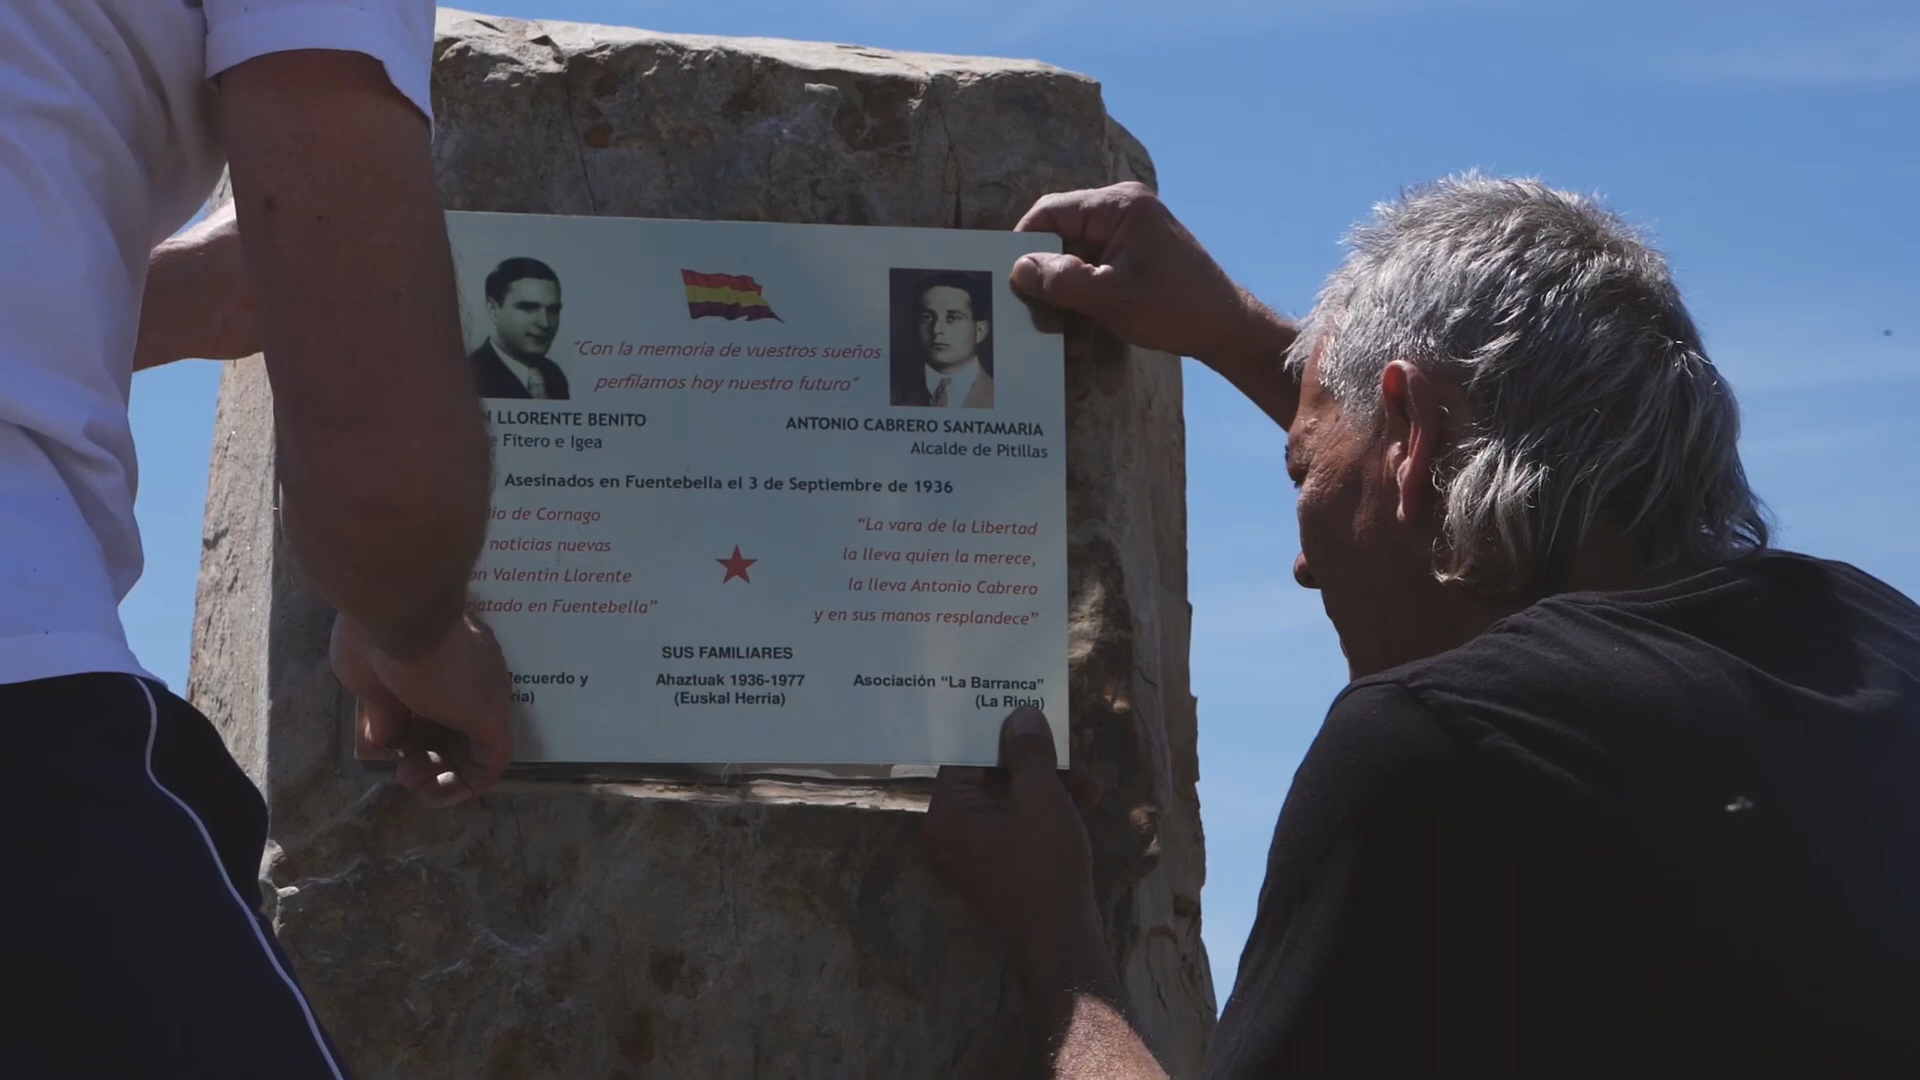 "Con la memoria de vuestros sueños
perfilamos hoy nuestro futuro"
LLORENTE BENITO
Fitero e Igea
ANTONIO CABRERO SANTAMARIA
Alcalde de Pitillas
Asesinados en Fuentebella el 3 de Septiembre de 1936
de Cornago
noticias nuevas
Valentin Llorente
en Fuentebella”
“La vara de la Libertad
la lleva quien la merece,
la lleva Antonio Cabrero
y en sus manos resplandece”
SUS FAMILIARES
y
Ahaztuak 1936-1977
(Euskal Herria)
Asociación “La Barranca”
(La Rioja)